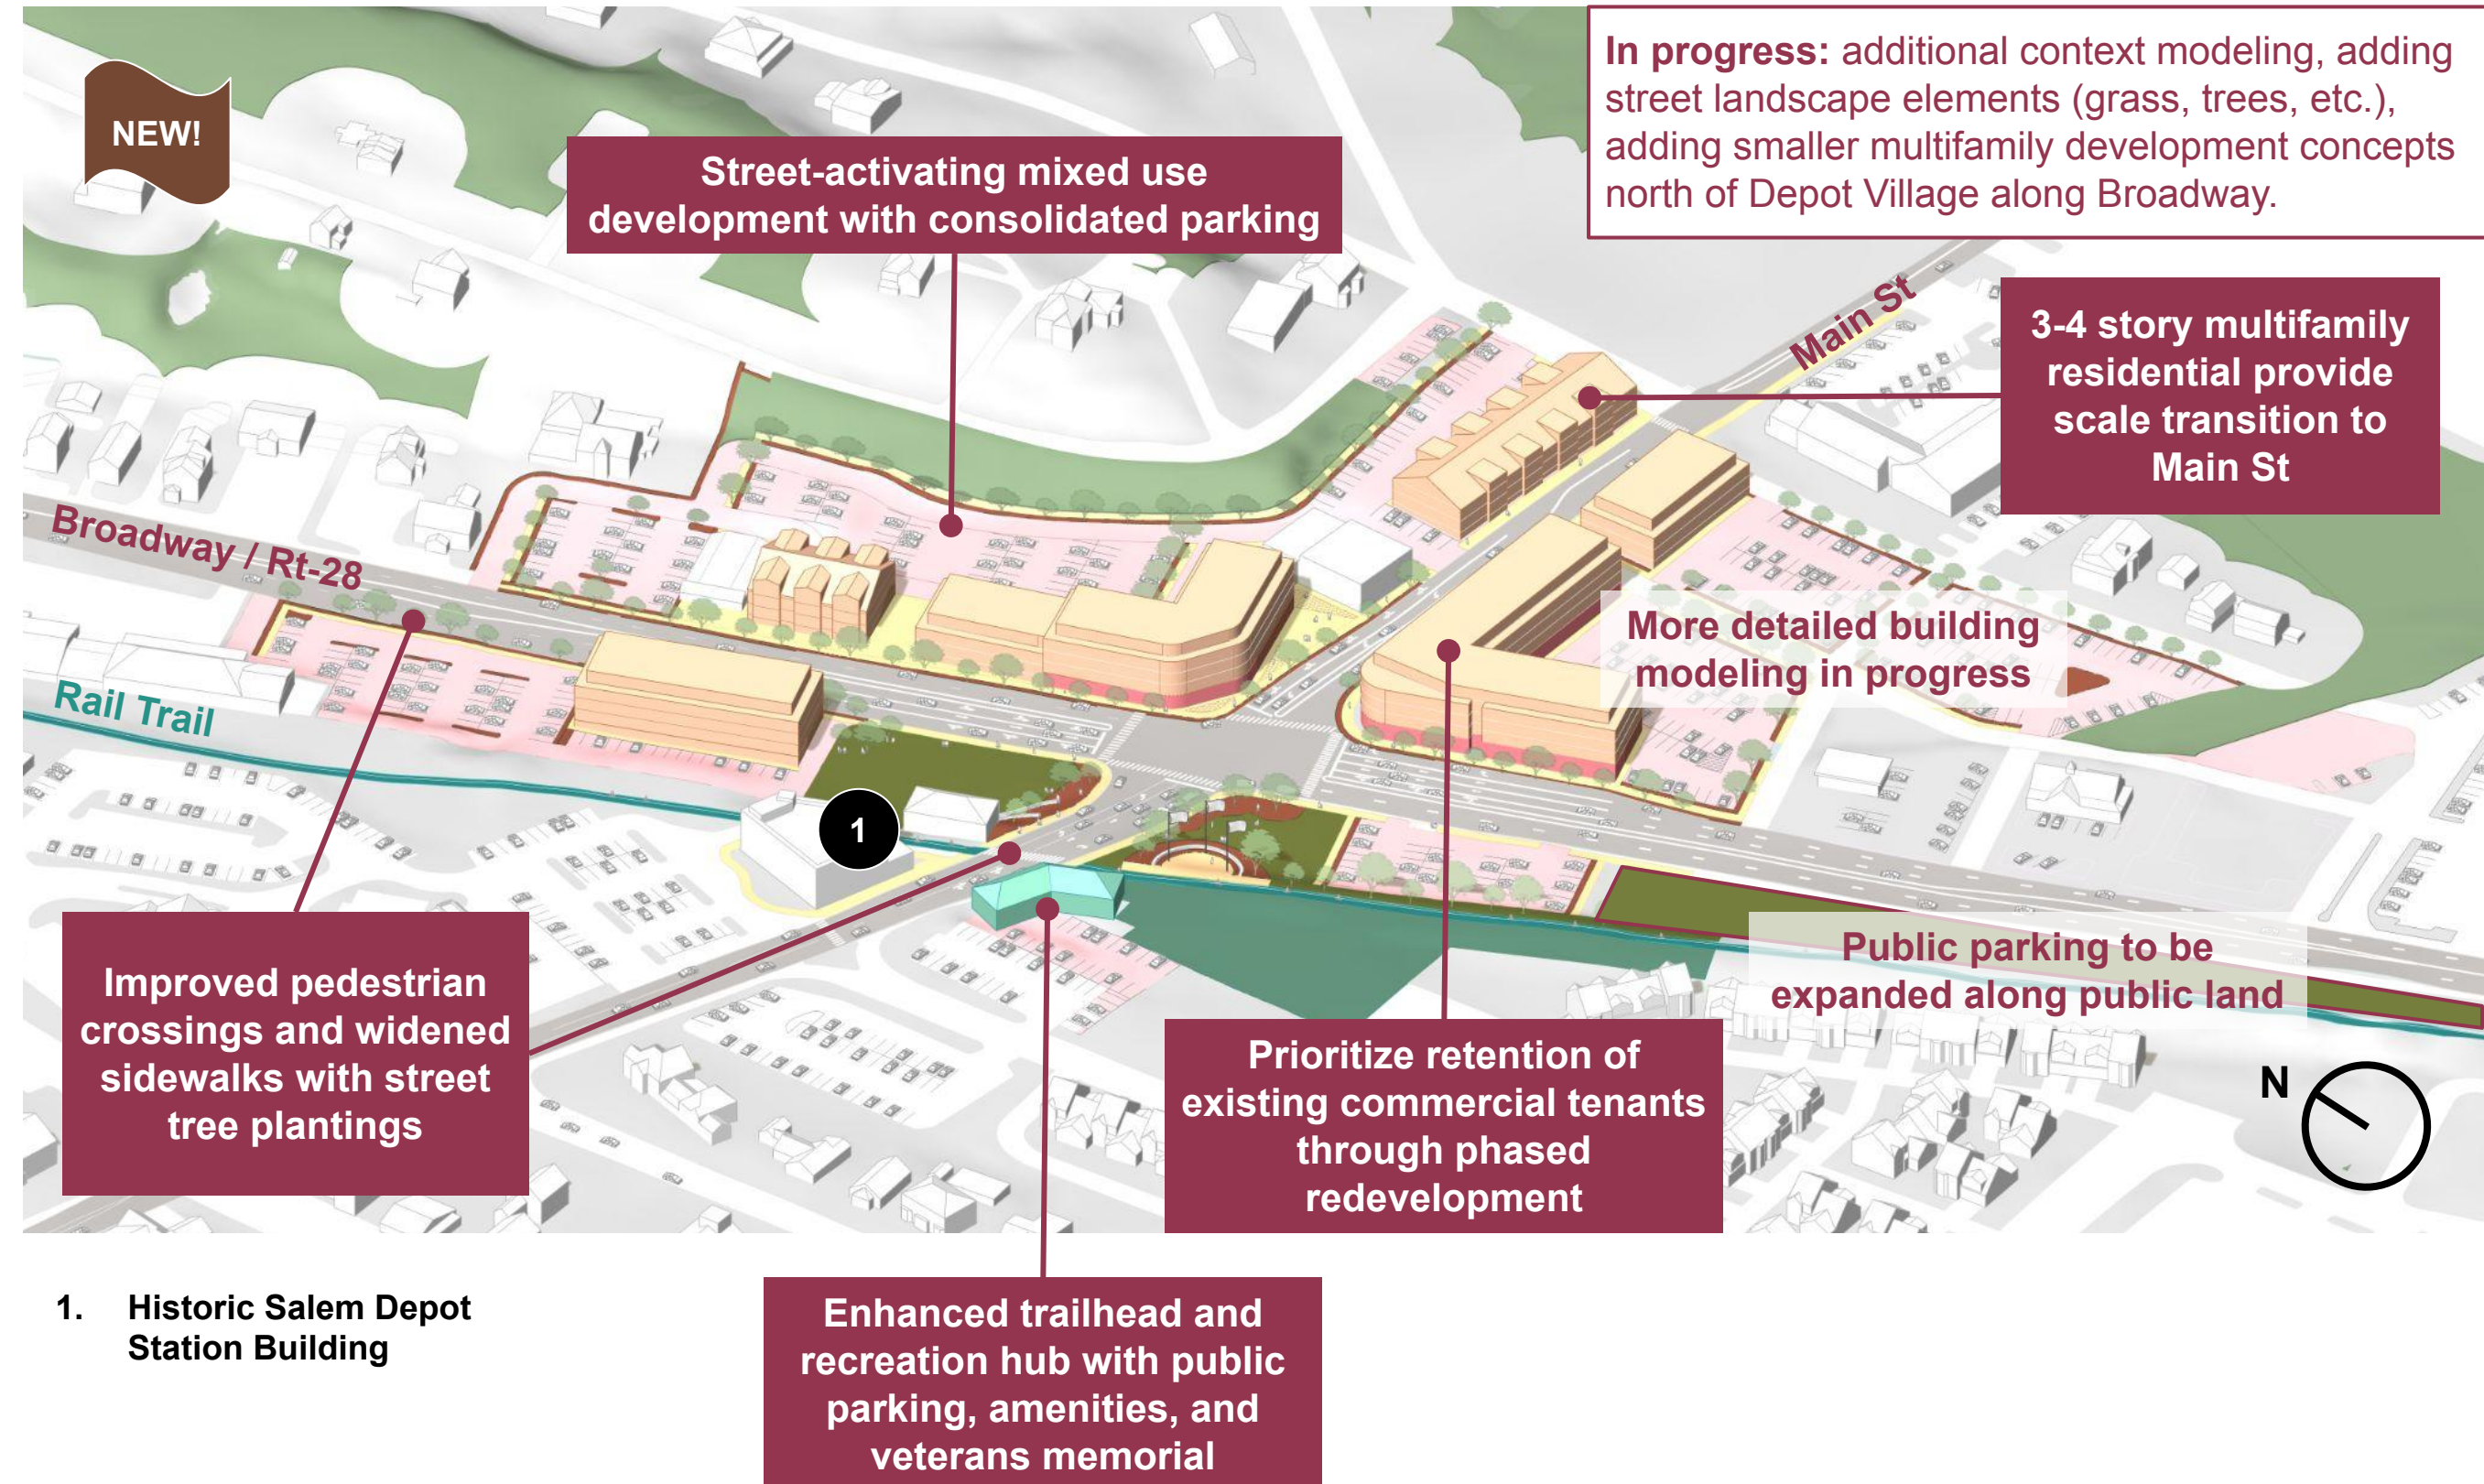 NEW!
In progress: additional context modeling, adding
street landscape elements (grass, trees, etc.),
adding smaller multifamily development concepts
north of Depot Village along Broadway.
Street-activating mixed use
development with consolidated parking
Main St
3-4 story multifamily
residential provide
scale transition to
Main St
Broadway / Rt-28
More detailed building
modeling in progress
Rail Trail
1
Improved pedestrian
crossings and widened
sidewalks with street
tree plantings
Public parking to be
expanded along public land
Prioritize retention of
existing commercial tenants
through phased
redevelopment
N
1. Historic Salem Depot
Station Building
Enhanced trailhead and
recreation hub with public
parking, amenities, and
veterans memorial